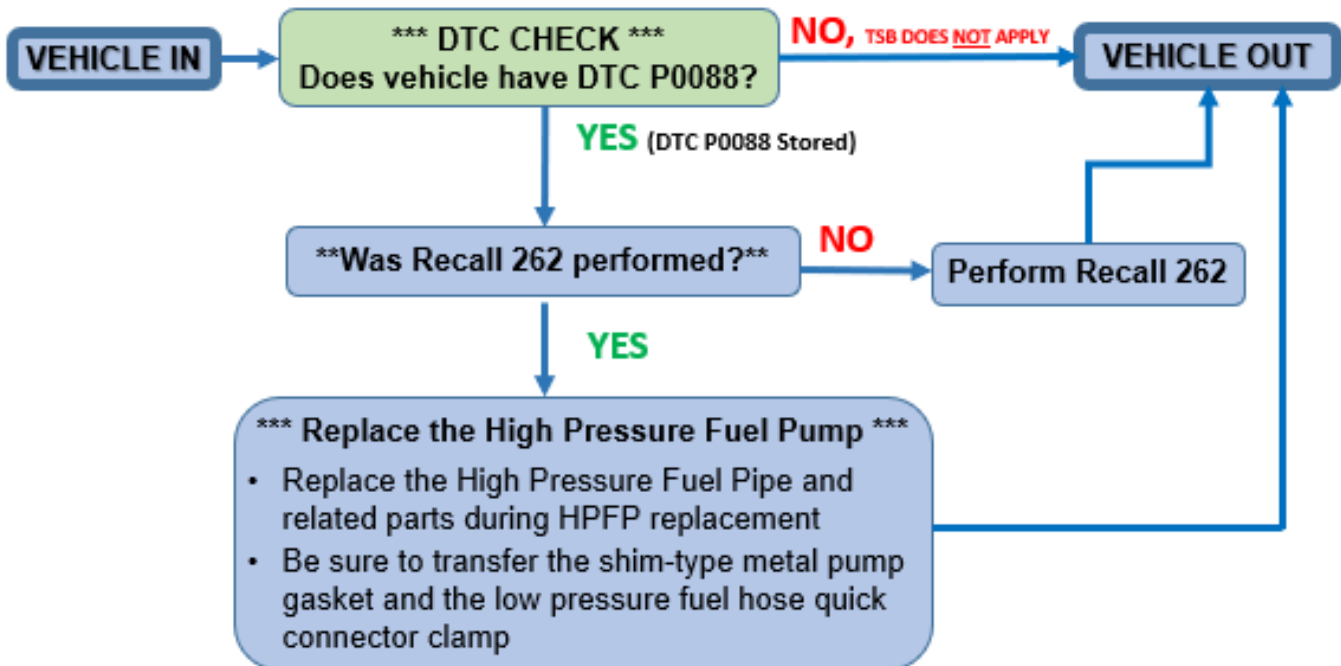 VEHICLE IN
*** DTC CHECK ***
Does vehicle have DTC P0088?
NO, TSB DOES NOT APPLY
VEHICLE OUT
YES (DTC P0088 Stored)
**Was Recall 262 performed?**
NO
Perform Recall 262
YES
*** Replace the High Pressure Fuel Pump ***
• Replace the High Pressure Fuel Pipe and
related parts during HPFP replacement
• Be sure to transfer the shim-type metal pump
gasket and the low pressure fuel hose quick
connector clamp